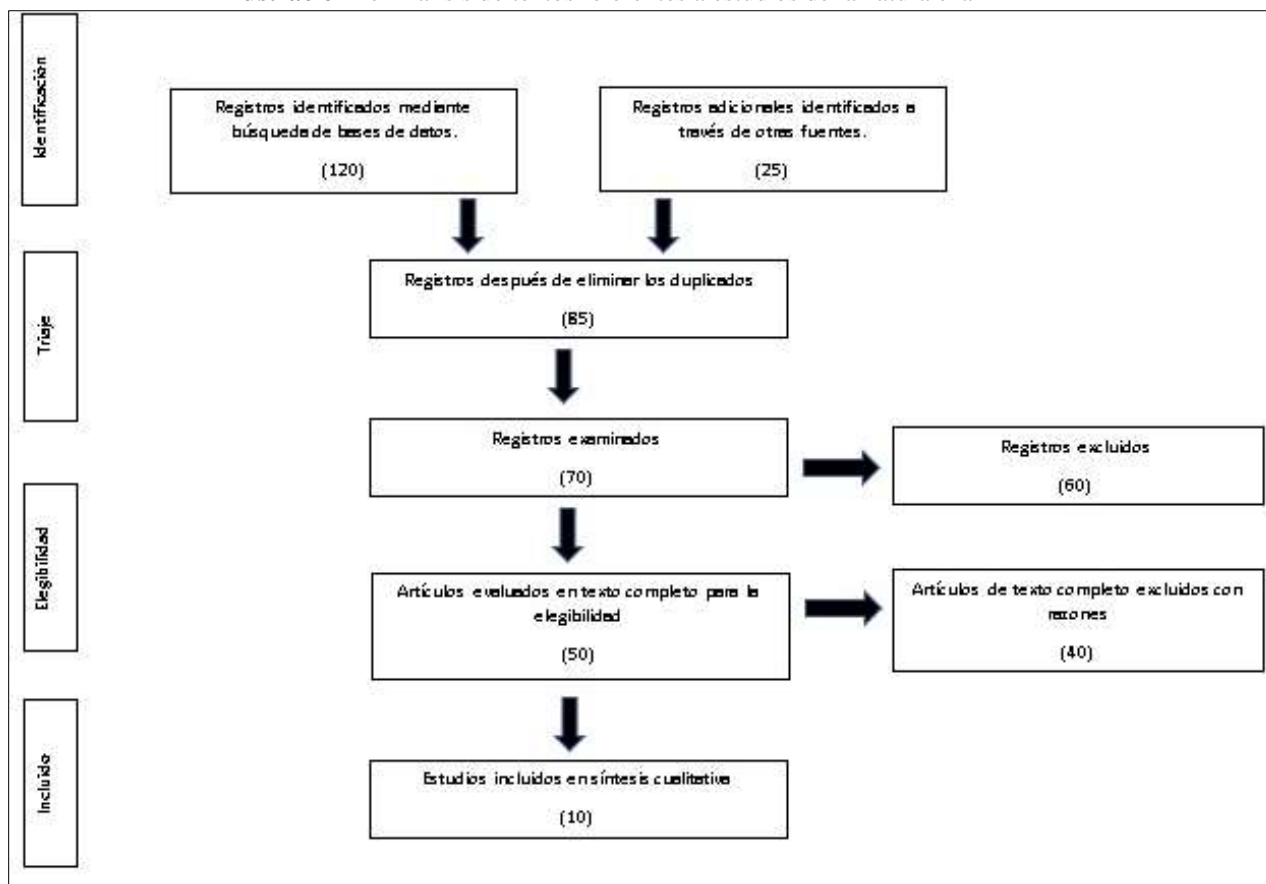 Identificación
Registros identificados mediante
búsqueda de bases de datos.
(120)
Registros adicionales identificados a
través de otras fuentes.
(25)
Triaje
Registros después de eliminar los duplicados
(85)
Registros examinados
(70)
Registros excluidos
(60)
Elegibilidad
Artículos evaluados en texto completo para la
elegibilidad
(50)
Artículos de texto completo excluidos con
razones
(40)
Incluido
Estudios incluidos en síntesis cualitativa
(10)